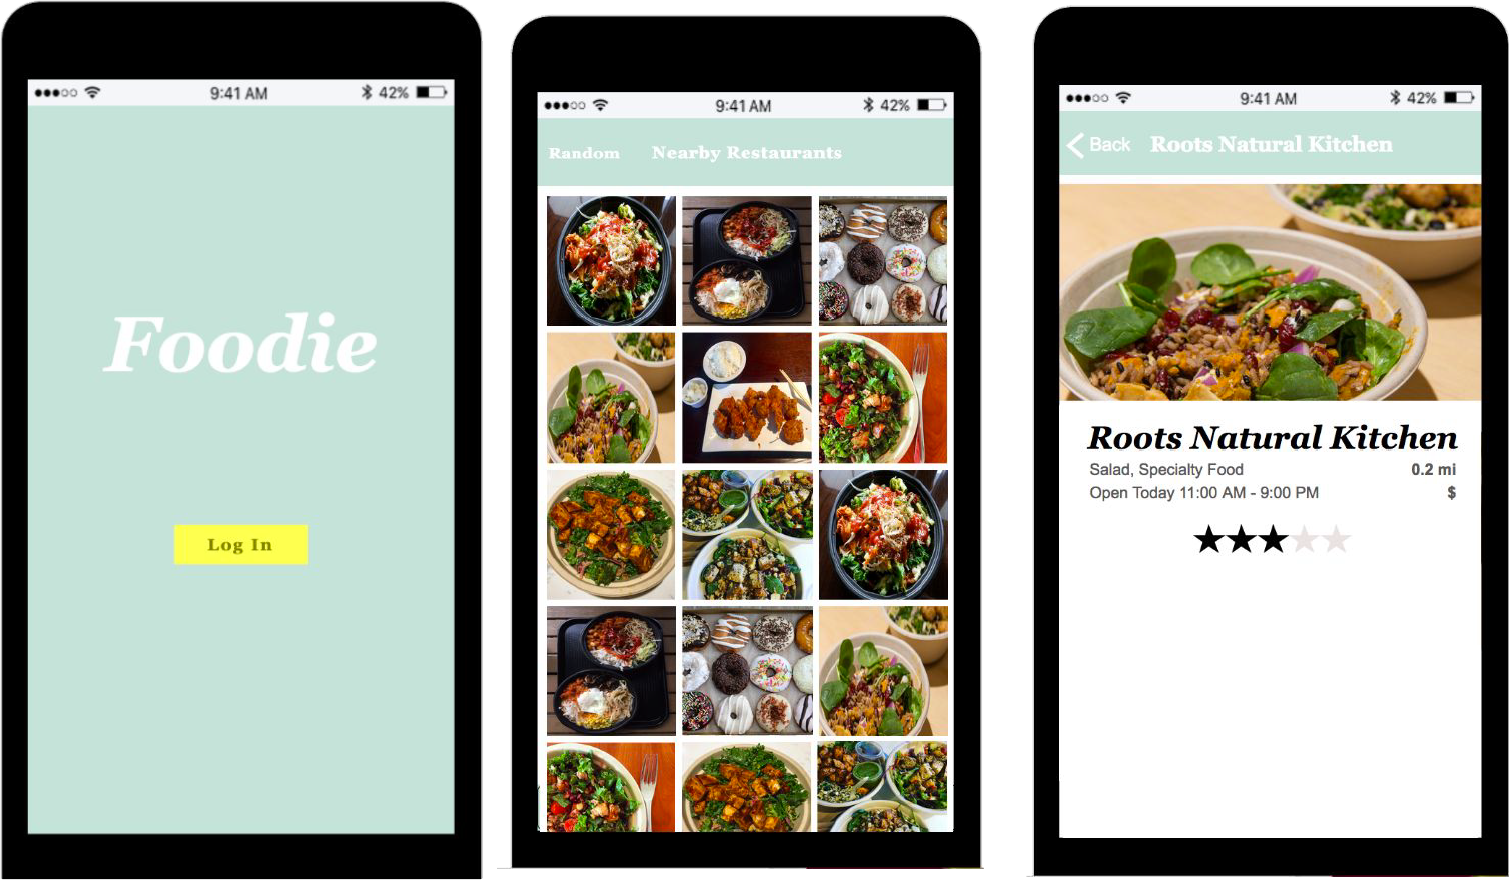 9:41 AM 42%
Foodie
Log In
9:41 AM 42%
Random Nearby Restaurants
9:41 AM 42%
Back Roots Natural Kitchen
Roots Natural Kitchen
Salad, Specialty Food 0.2 mi
Open Today 11:00 AM - 9:00 PM $